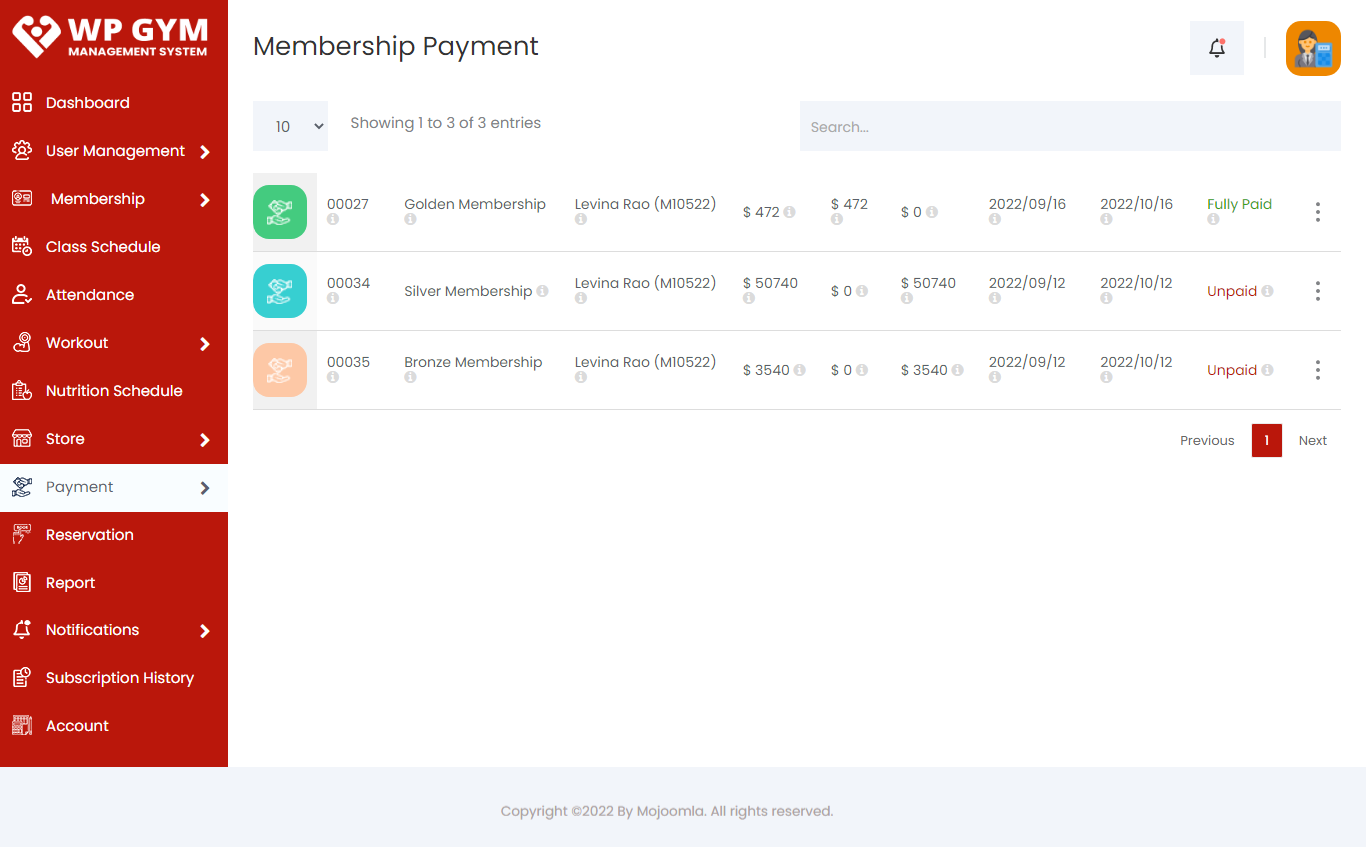 WP GYM
MANAGEMENT SYSTEM
Dashboard
User Management
Membership
Class Schedule
Attendance
Workout
Nutrition Schedule
Store
Payment
Reservation
Report
Notifications
Subscription History
Account
Membership Payment
10
Showing 1 to 3 of 3 entries
Search...
00027 Golden Membership Levina Rao (M10522) $ 472 $ 472 $ 0 2022/09/16 2022/10/16 Fully Paid
00034 Silver Membership Levina Rao (M10522) $ 50740 $ 0 $ 50740 2022/09/12 2022/10/12 Unpaid
00035 Bronze Membership Levina Rao (M10522) $ 3540 $ 0 $ 3540 2022/09/12 2022/10/12 Unpaid
Previous 1 Next
Copyright ©2022 By Mojoomla. All rights reserved.